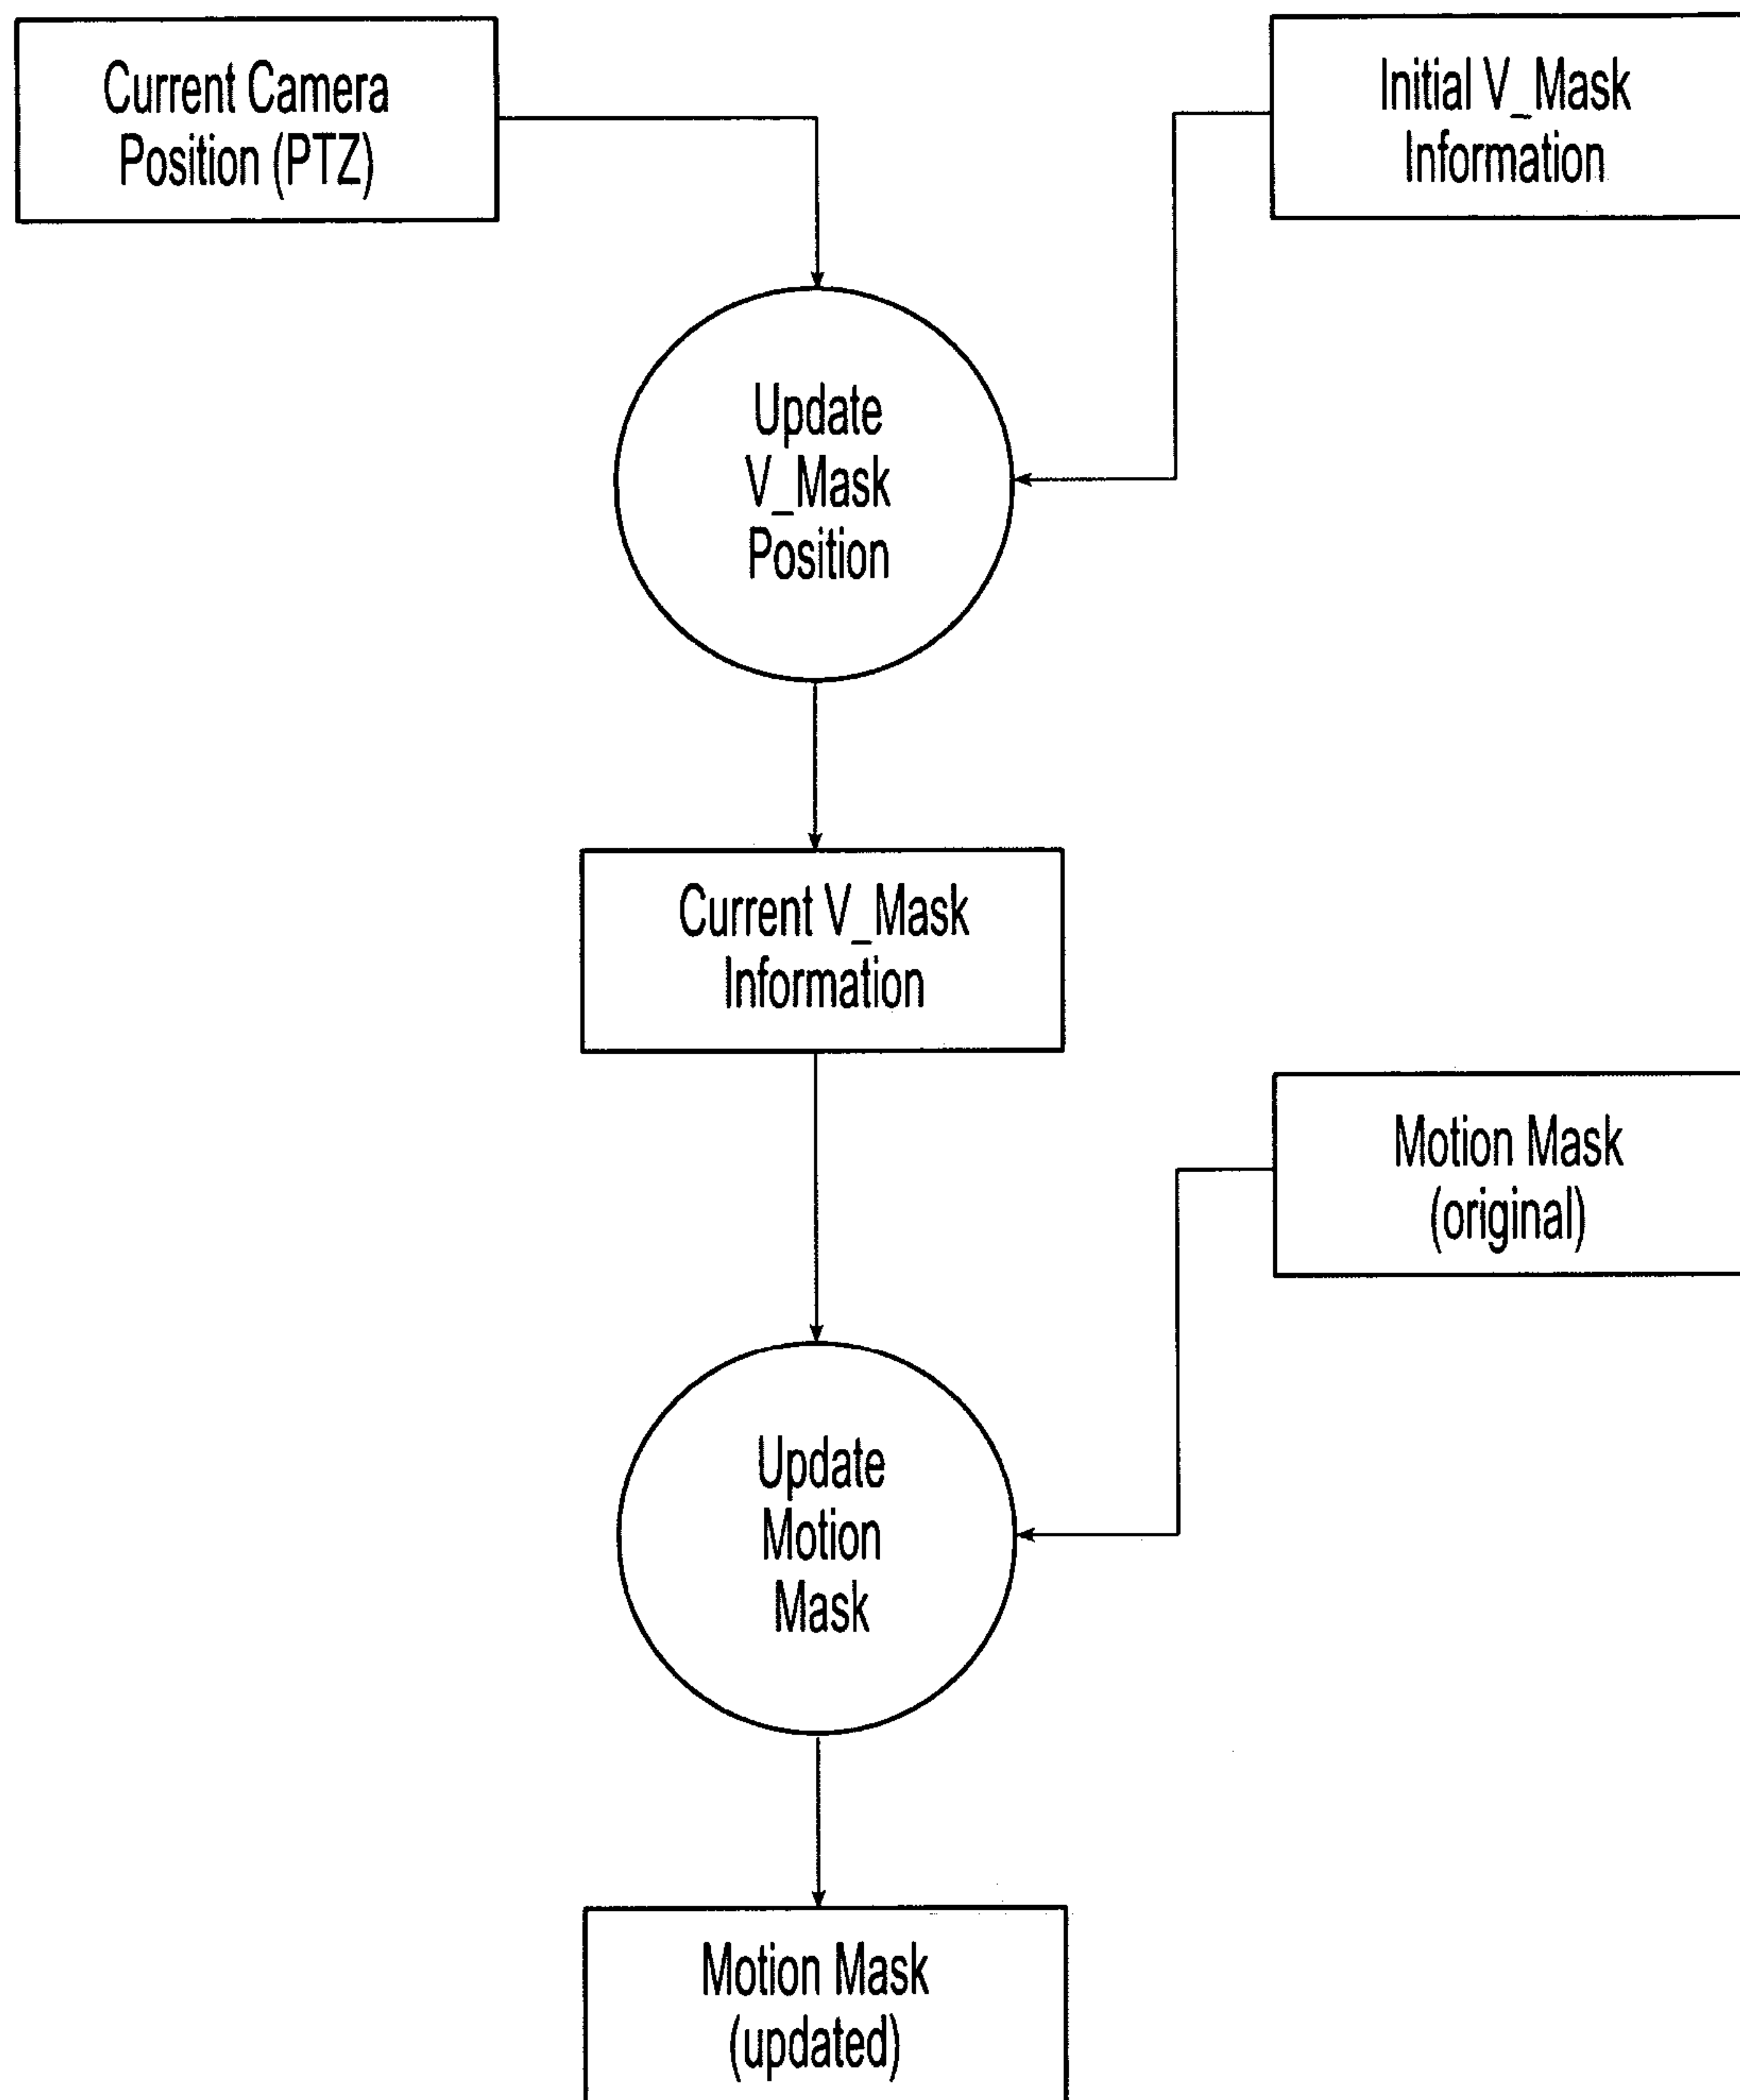 Current Camera
Position (PTZ)
Initial V_Mask
Information
Update
V_Mask
Position
Current V_Mask
Information
Motion Mask
(original)
Update
Motion
Mask
Motion Mask
(updated)